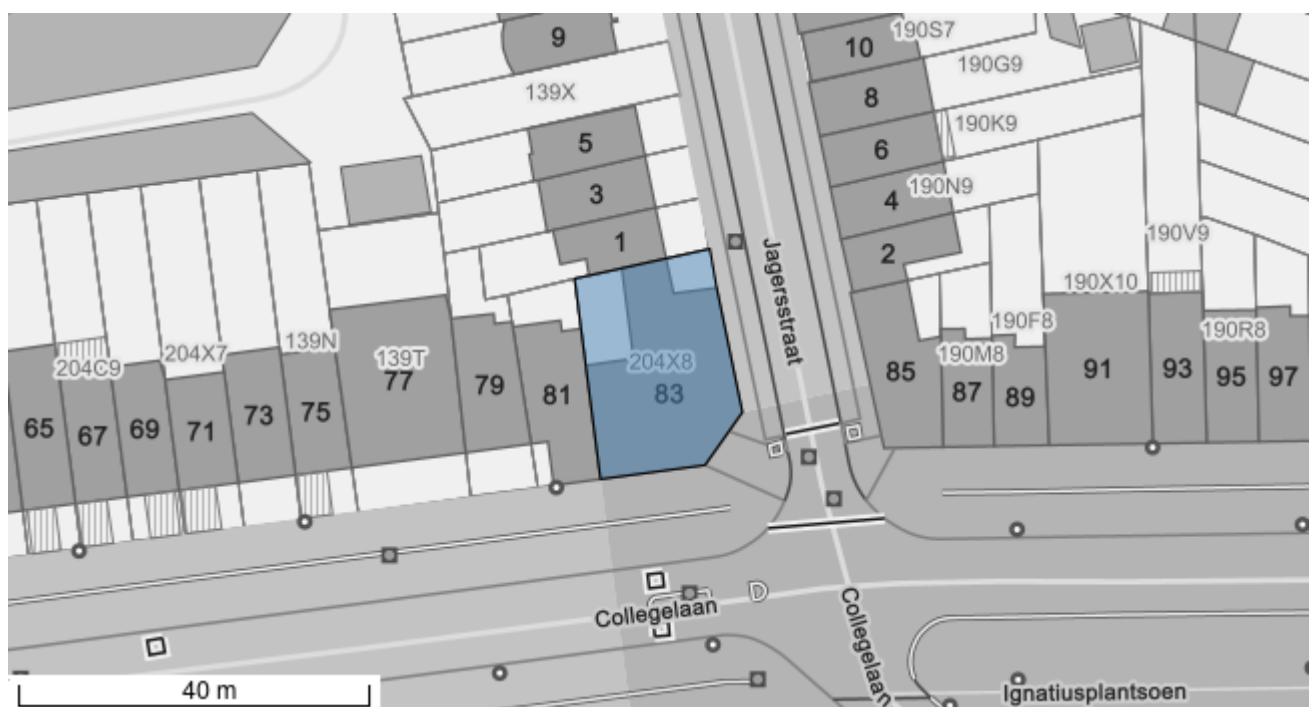 9
10
190S7
139X
8
190G9
5
6
190K9
3
4
190N9
1
2
190V9
Jagersstraat
190X10
190F8
190R8
190M8
204C9
204X7
139N
139T
204X8
65
67
69
71
73
75
77
79
81
83
85
87
89
91
93
95
97
Collegelaan
Collegelaan
D
40 m
Ignatiusplantsoen